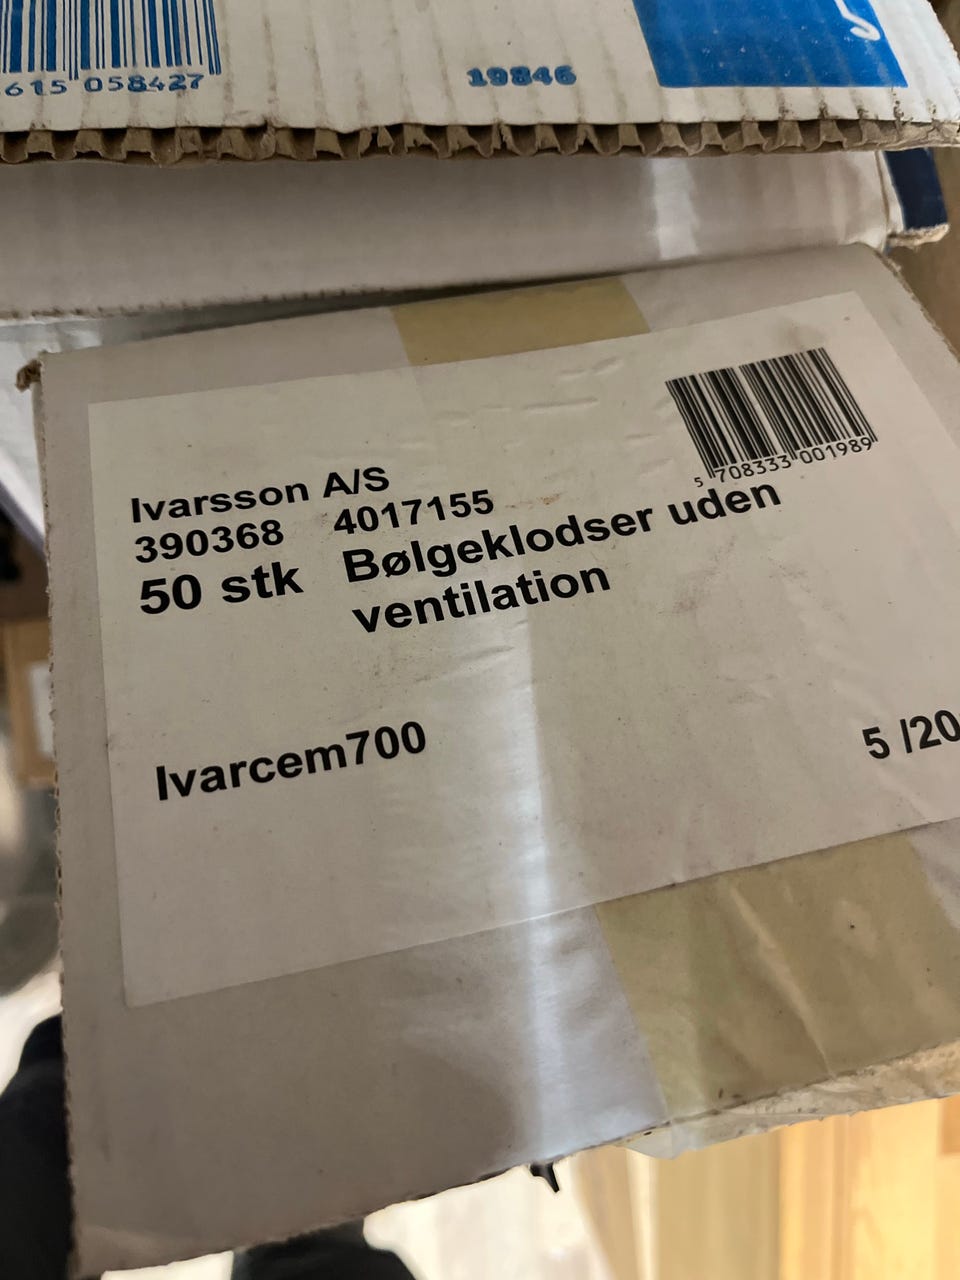 615 058427
19846
5 708333 001989
Ivarsson A/S
390368 4017155
50 stk Bølgeklodser uden
ventilation
Ivarcem700
5 /20